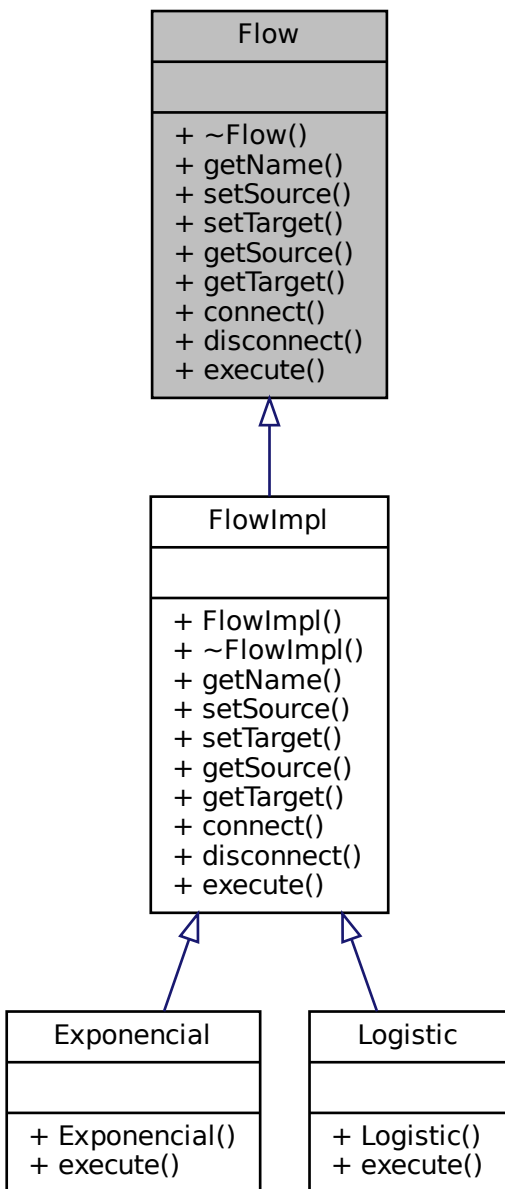 Flow
+ ~Flow()
+ getName()
+ setSource()
+ setTarget()
+ getSource()
+ getTarget()
+ connect()
+ disconnect()
+ execute()
FlowImpl
+ FlowImpl()
+ ~FlowImpl()
+ getName()
+ setSource()
+ setTarget()
+ getSource()
+ getTarget()
+ connect()
+ disconnect()
+ execute()
Exponencial
+ Exponencial()
+ execute()
Logistic
+ Logistic()
+ execute()